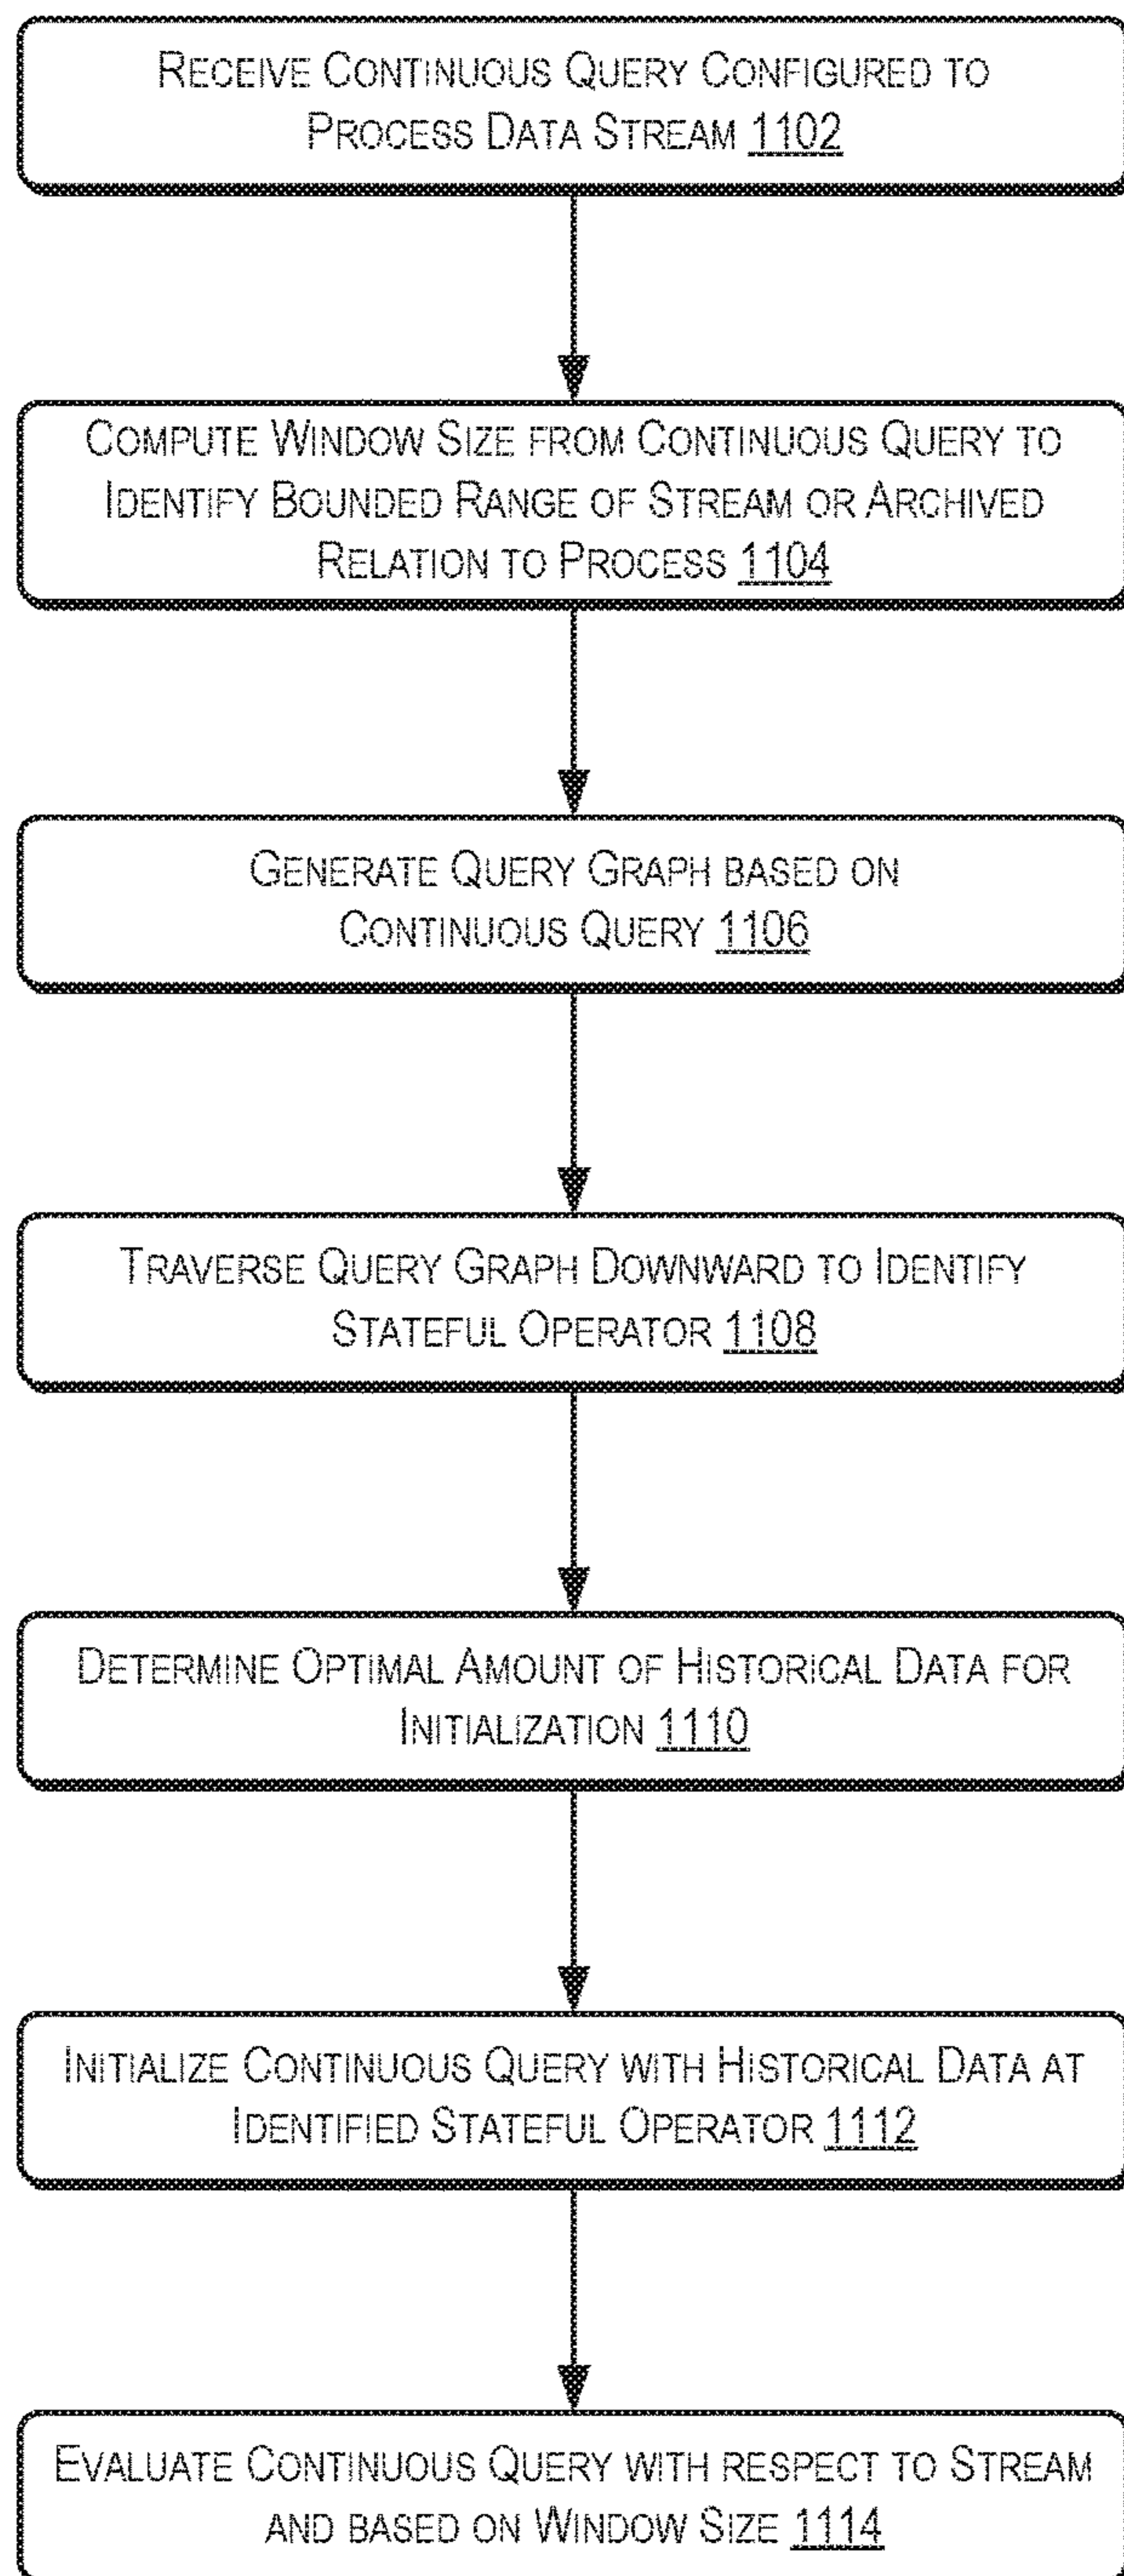 RECEIVE CONTINUOUS QUERY CONFIGURED TO
PROCESS DATA STREAM 1102
COMPUTE WINDOW SIZE FROM CONTINUOUS QUERY TO
IDENTIFY BOUNDED RANGE OF STREAM OR ARCHIVED
RELATION TO PROCESS 1104
GENERATE QUERY GRAPH BASED ON
CONTINUOUS QUERY 1106
TRAVERSE QUERY GRAPH DOWNWARD TO IDENTIFY
STATEFUL OPERATOR 1108
DETERMINE OPTIMAL AMOUNT OF HISTORICAL DATA FOR
INITIALIZATION 1110
INITIALIZE CONTINUOUS QUERY WITH HISTORICAL DATA AT
IDENTIFIED STATEFUL OPERATOR 1112
EVALUATE CONTINUOUS QUERY WITH RESPECT TO STREAM
AND BASED ON WINDOW SIZE 1114